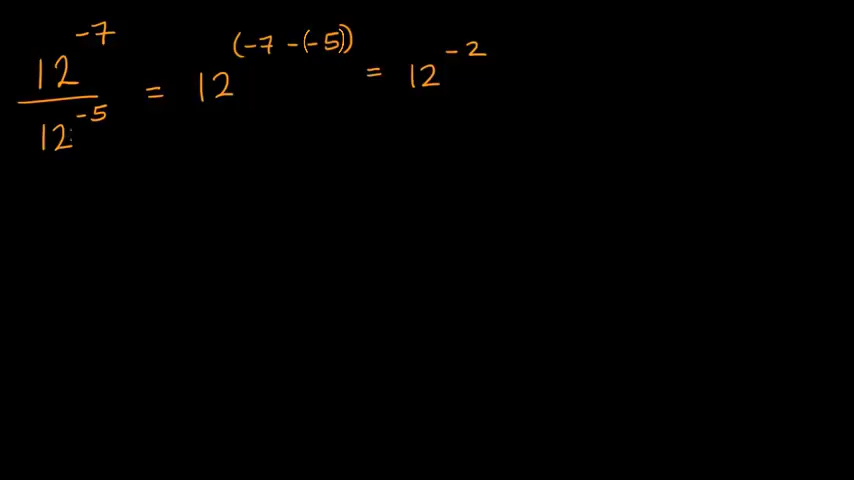 12^-7 / 12^-5 = 12^(-7 -(-5)) = 12^-2